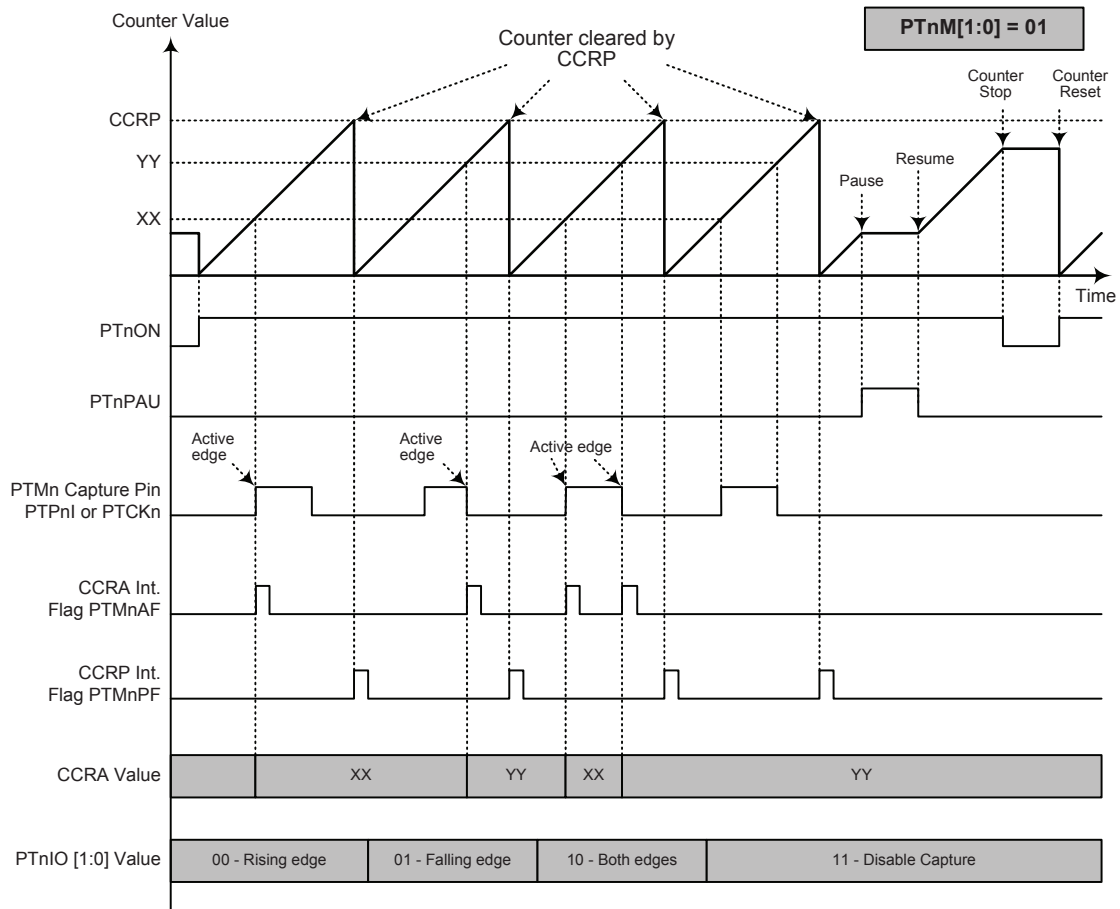 Counter Value
PTnM[1:0] = 01
Counter cleared by
CCRP
Counter
Stop
Counter
Reset
CCRP
YY
XX
Pause
Resume
Time
PTnON
PTnPAU
Active
edge
Active
edge
Active edge
PTMn Capture Pin
PTPnI or PTCKn
CCRA Int.
Flag PTMnAF
CCRP Int.
Flag PTMnPF
CCRA Value
XX
YY
XX
YY
PTnIO [1:0] Value
00 - Rising edge
01 - Falling edge
10 - Both edges
11 - Disable Capture